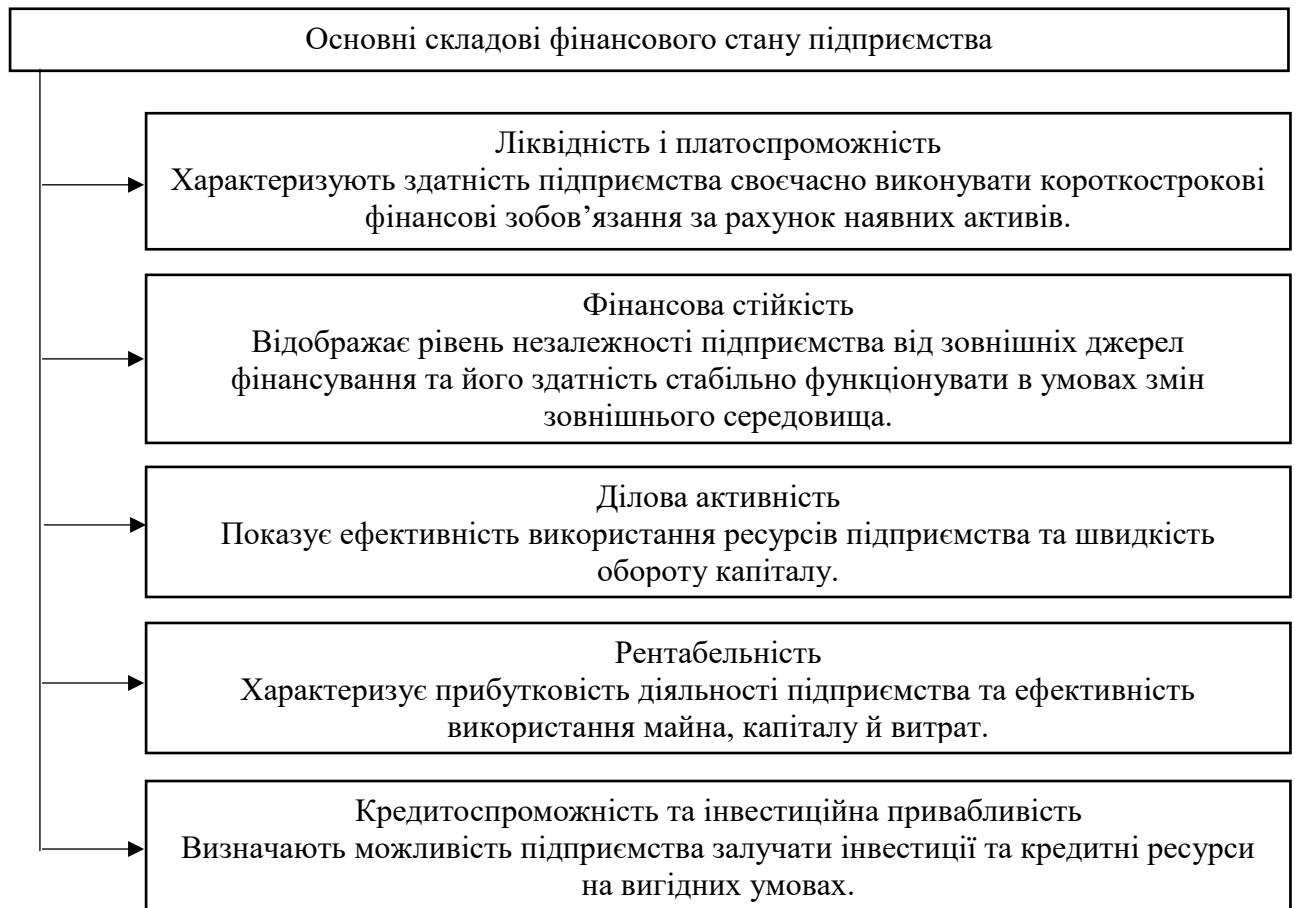 Основні складові фінансового стану підприємства
Ліквідність і платоспроможність
Характеризують здатність підприємства своєчасно виконувати короткострокові
фінансові зобов’язання за рахунок наявних активів.
Фінансова стійкість
Відображає рівень незалежності підприємства від зовнішніх джерел
фінансування та його здатність стабільно функціонувати в умовах змін
зовнішнього середовища.
Ділова активність
Показує ефективність використання ресурсів підприємства та швидкість
обороту капіталу.
Рентабельність
Характеризує прибутковість діяльності підприємства та ефективність
використання майна, капіталу й витрат.
Кредитоспроможність та інвестиційна привабливість
Визначають можливість підприємства залучати інвестиції та кредитні ресурси
на вигідних умовах.